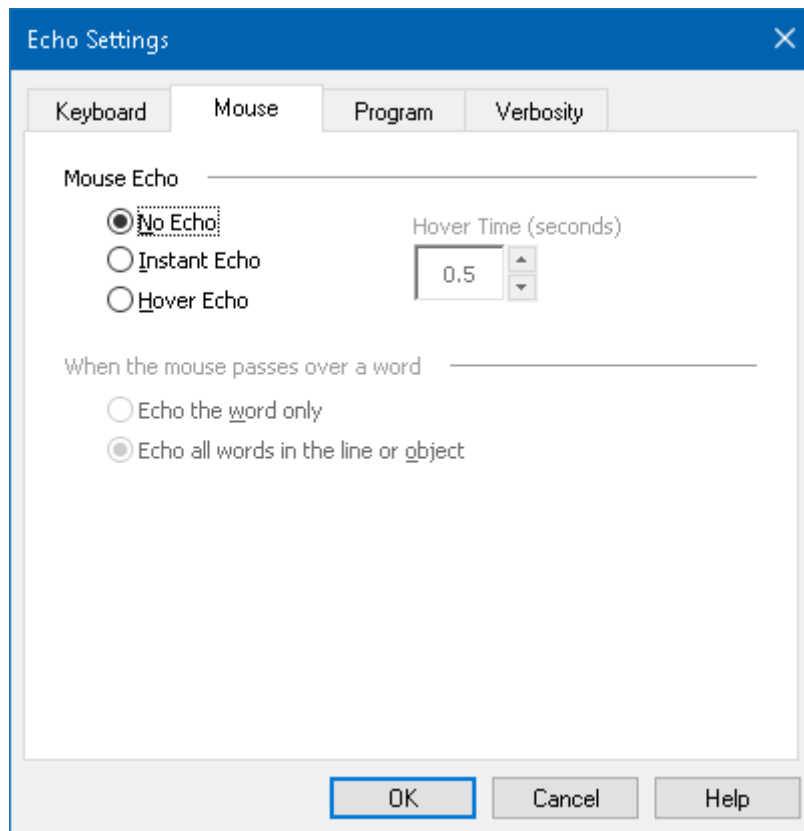 Echo Settings
Keyboard Mouse Program Verbosity
Mouse Echo
No Echo
Hover Time (seconds)
Instant Echo
0.5
Hover Echo
When the mouse passes over a word
Echo the word only
Echo all words in the line or object
OK Cancel Help